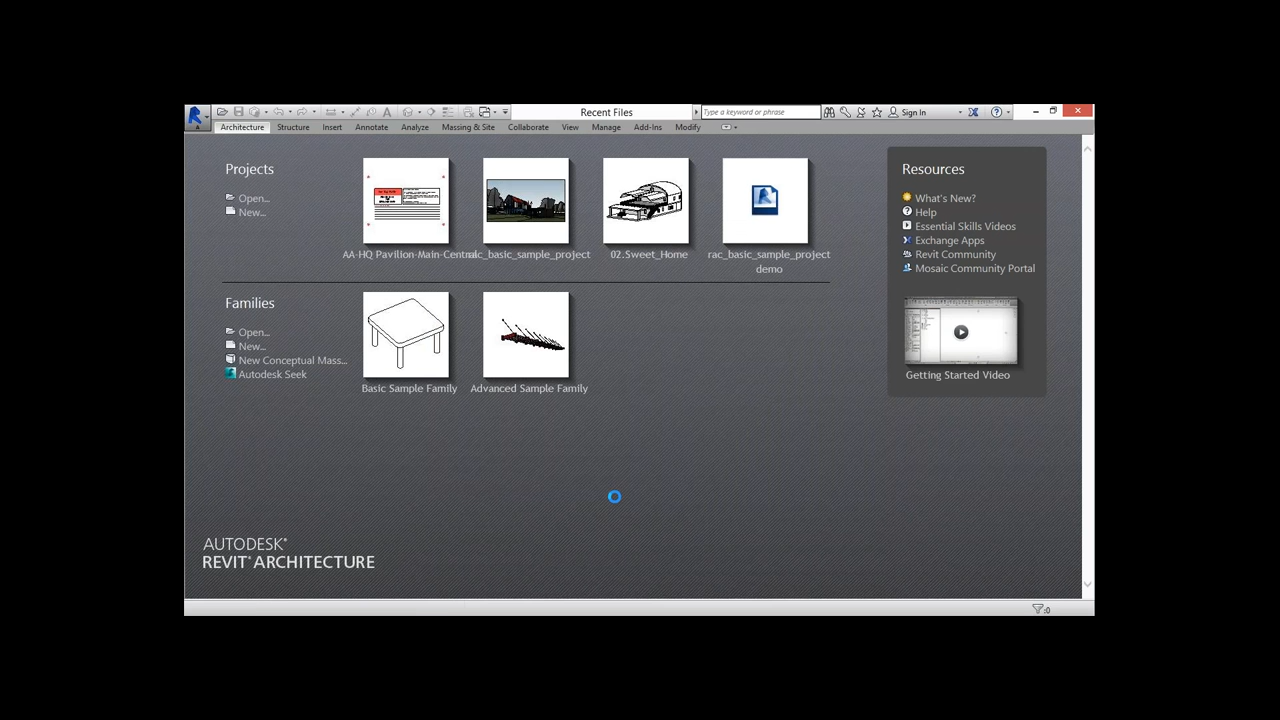 Recent Files
Type a keyword or phrase
Sign In
Architecture Structure Insert Annotate Analyze Massing & Site Collaborate View Manage Add-Ins Modify
Projects
Open...
New...
AA-HQ Pavilion-Main-Central
rac_basic_sample_project
02.Sweet_Home
rac_basic_sample_project
demo
Families
Open...
New...
New Conceptual Mass...
Autodesk Seek
Basic Sample Family
Advanced Sample Family
Resources
What's New?
Help
Essential Skills Videos
Exchange Apps
Revit Community
Mosaic Community Portal
Getting Started Video
AUTODESK®
REVIT® ARCHITECTURE
:0